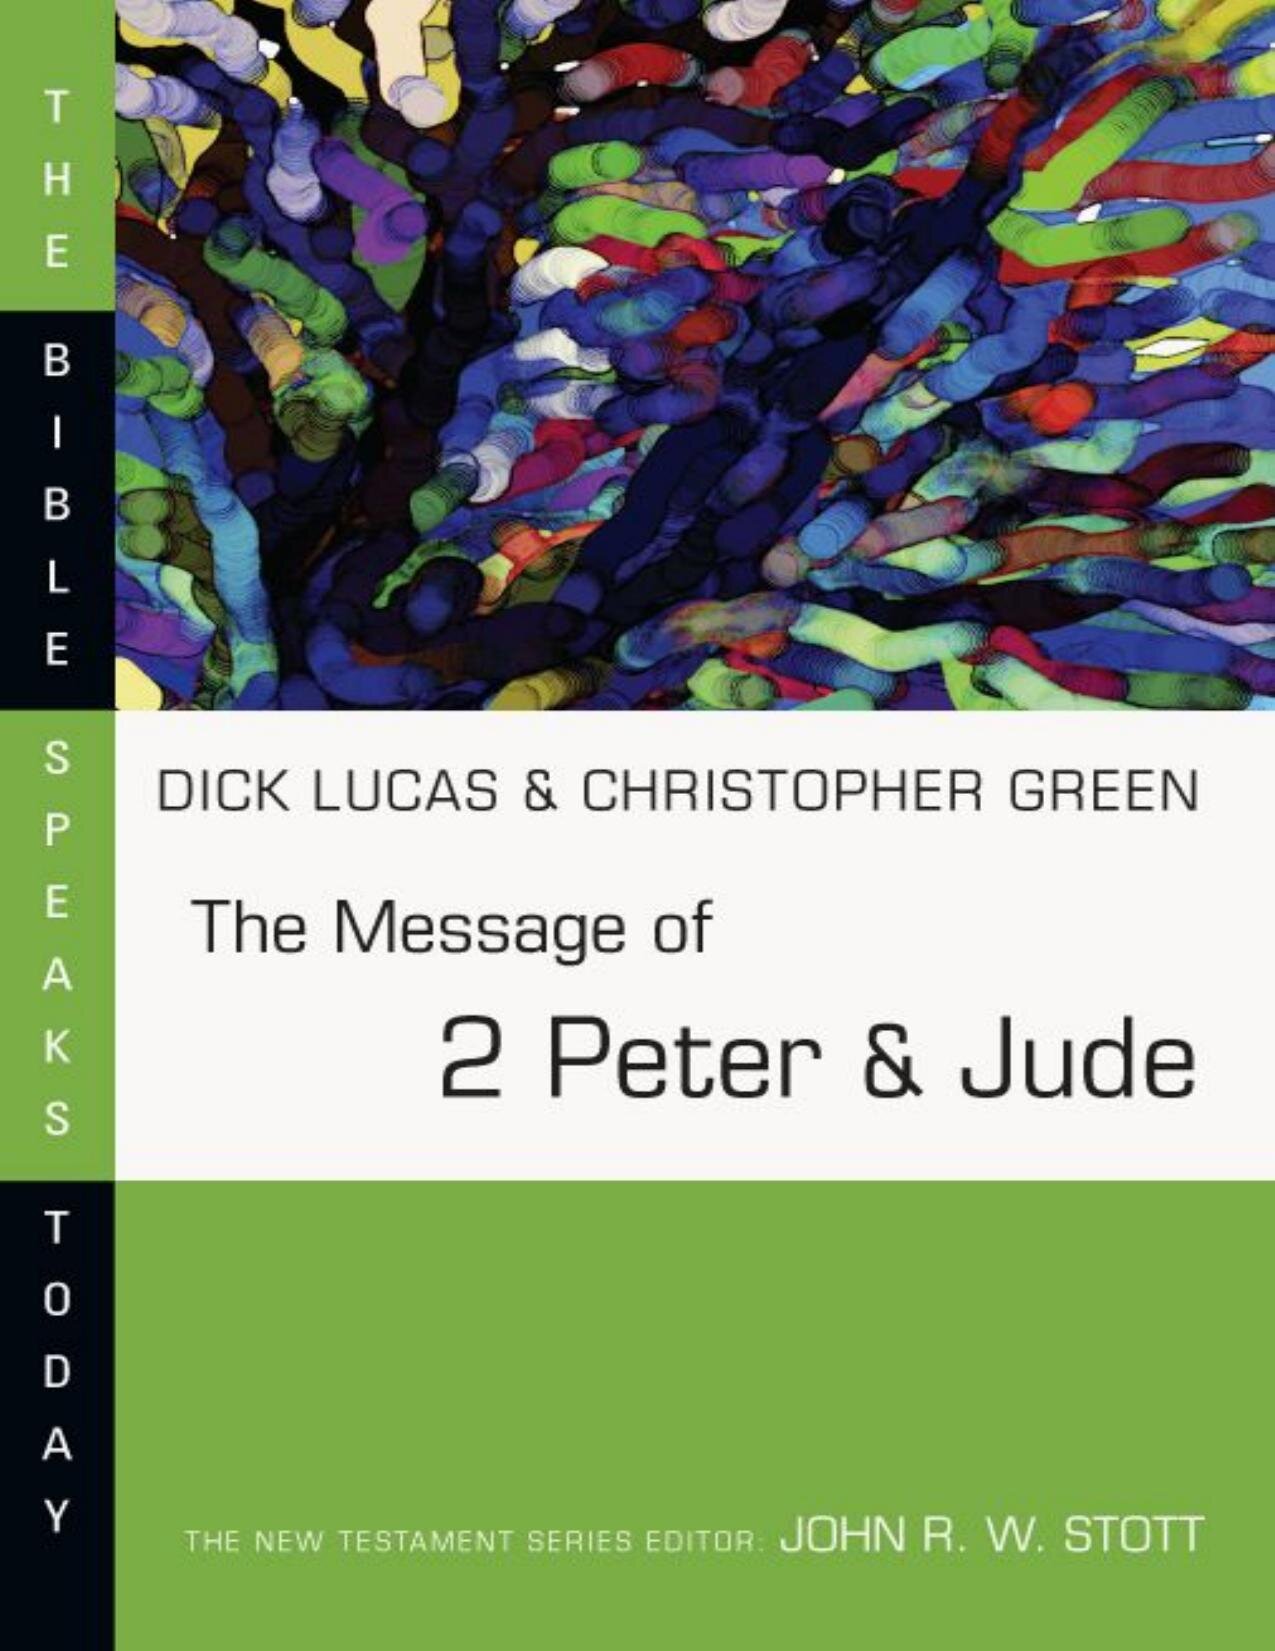 THE
BIBLE
SPEAKS
TODAY
DICK LUCAS & CHRISTOPHER GREEN
The Message of
2 Peter & Jude
THE NEW TESTAMENT SERIES EDITOR: JOHN R. W. STOTT